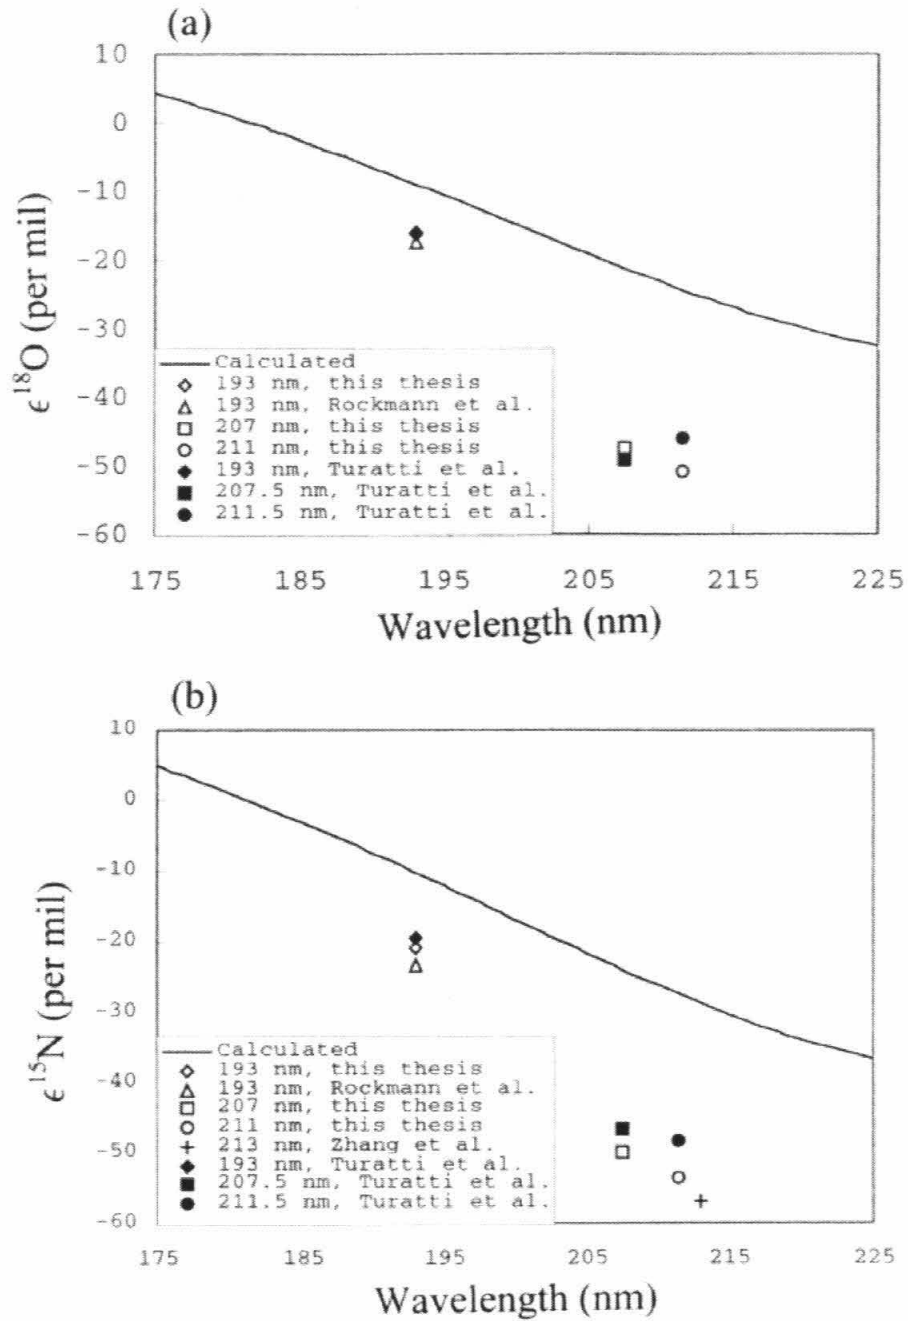 (a)
10
0
-10
-20
-30
-40
-50
-60
ϵ ¹⁸O (per mil)
Calculated
193 nm, this thesis
193 nm, Rockmann et al.
207 nm, this thesis
211 nm, this thesis
193 nm, Turatti et al.
207.5 nm, Turatti et al.
211.5 nm, Turatti et al.
175 185 195 205 215 225
Wavelength (nm)
(b)
10
0
-10
-20
-30
-40
-50
-60
ϵ ¹⁵N (per mil)
Calculated
193 nm, this thesis
193 nm, Rockmann et al.
207 nm, this thesis
211 nm, this thesis
213 nm, Zhang et al.
193 nm, Turatti et al.
207.5 nm, Turatti et al.
211.5 nm, Turatti et al.
175 185 195 205 215 225
Wavelength (nm)